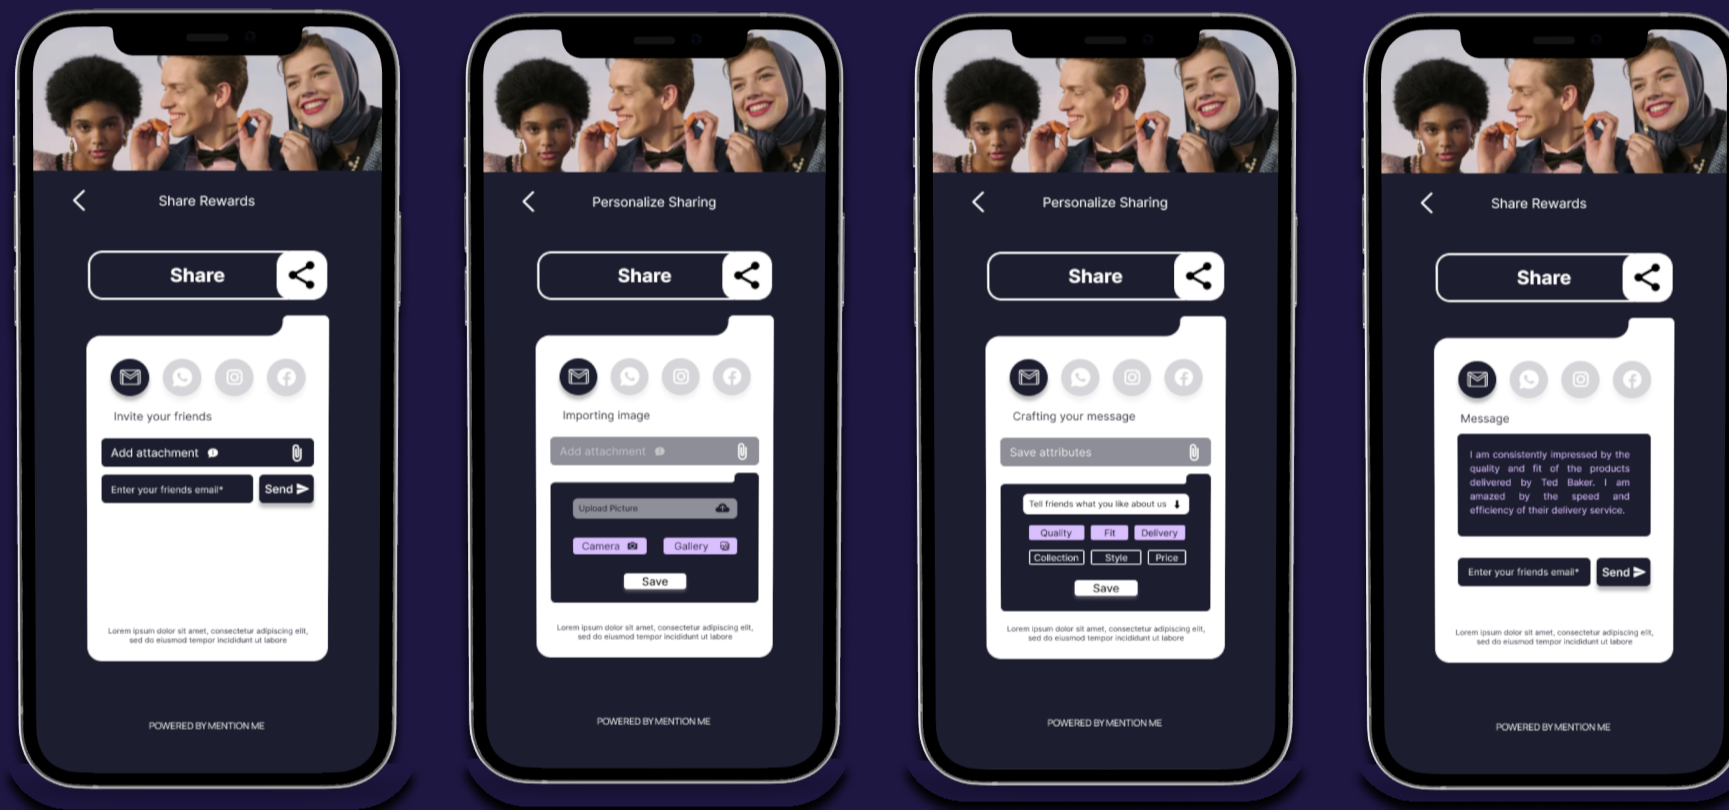 Share Rewards
Share
Invite your friends
Add attachment
Enter your friends email*
Send
Lorem ipsum dolor sit amet, consectetur adipiscing elit,
sed do eiusmod tempor incididunt ut labore
POWERED BY MENTION ME
Personalize Sharing
Share
Importing image
Add attachment
Upload Picture
Camera
Gallery
Save
Lorem ipsum dolor sit amet, consectetur adipiscing elit,
sed do eiusmod tempor incididunt ut labore
POWERED BY MENTION ME
Personalize Sharing
Share
Crafting your message
Save attributes
Tell friends what you like about us
Quality Fit Delivery
Collection Style Price
Save
Lorem ipsum dolor sit amet, consectetur adipiscing elit,
sed do eiusmod tempor incididunt ut labore
POWERED BY MENTION ME
Share Rewards
Share
Message
I am consistently impressed by the
quality and fit of the products
delivered by Ted Baker. I am
amazed by the speed and
efficiency of their delivery service.
Enter your friends email*
Send
Lorem ipsum dolor sit amet, consectetur adipiscing elit,
sed do eiusmod tempor incididunt ut labore
POWERED BY MENTION ME